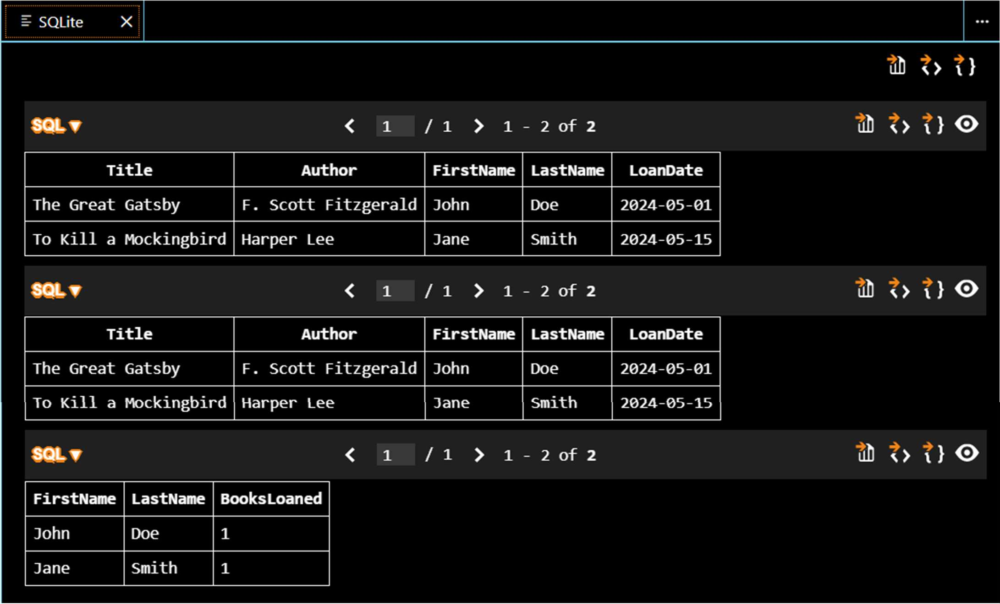 SQLite
SQL 1 / 1 1 - 2 of 2
Title Author FirstName LastName LoanDate
The Great Gatsby F. Scott Fitzgerald John Doe 2024-05-01
To Kill a Mockingbird Harper Lee Jane Smith 2024-05-15
SQL 1 / 1 1 - 2 of 2
Title Author FirstName LastName LoanDate
The Great Gatsby F. Scott Fitzgerald John Doe 2024-05-01
To Kill a Mockingbird Harper Lee Jane Smith 2024-05-15
SQL 1 / 1 1 - 2 of 2
FirstName LastName BooksLoaned
John Doe 1
Jane Smith 1